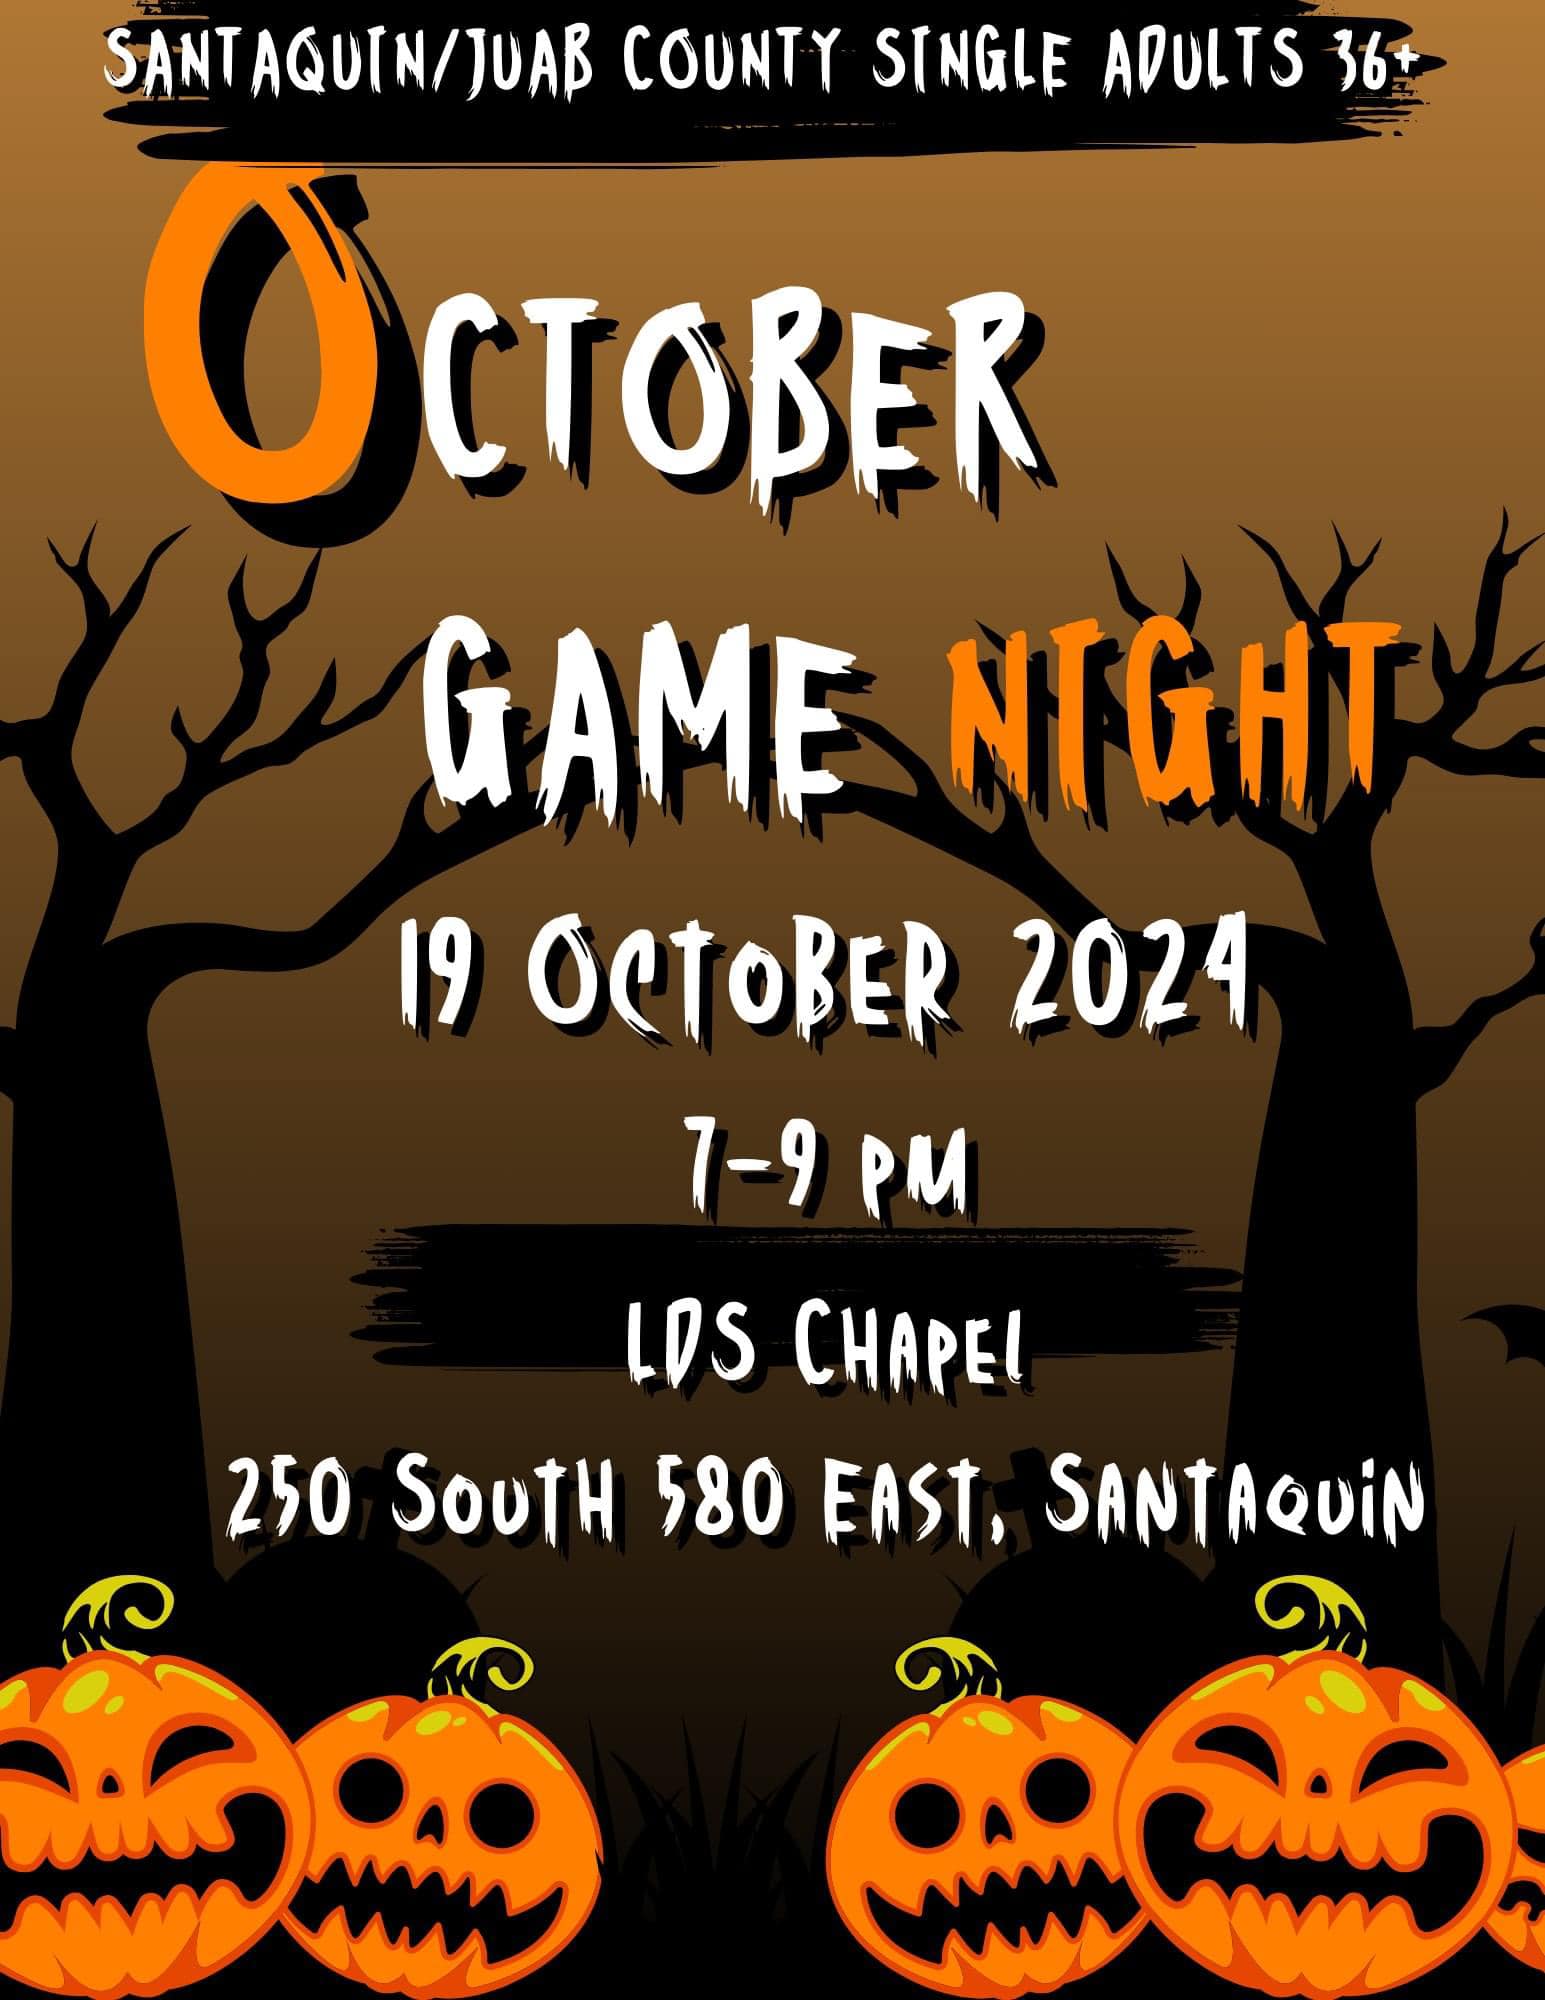 SANTAQUIN/JUAB COUNTY SINGLE ADULTS 36+
OCTOBER
GAME NIGHT
19 OCTOBER 2024
7-9 PM
LDS CHAPEL
250 SOUTH 580 EAST, SANTAQUIN